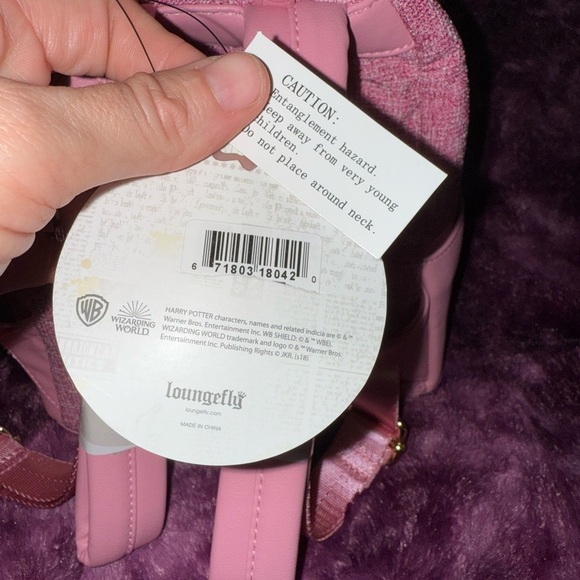 CAUTION:
Entanglement hazard.
Keep away from very young
children.
Do not place around neck.
6 71803 18042 0
WB
WIZARDING
WORLD
HARRY POTTER characters, names and related indicia are © & ™
Warner Bros. Entertainment Inc. WB SHIELD: © & ™ WBEI.
WIZARDING WORLD trademark and logo © & ™ Warner Bros.
Entertainment Inc. Publishing Rights © JKR. (s18)
loungefly
loungefly.com
MADE IN CHINA